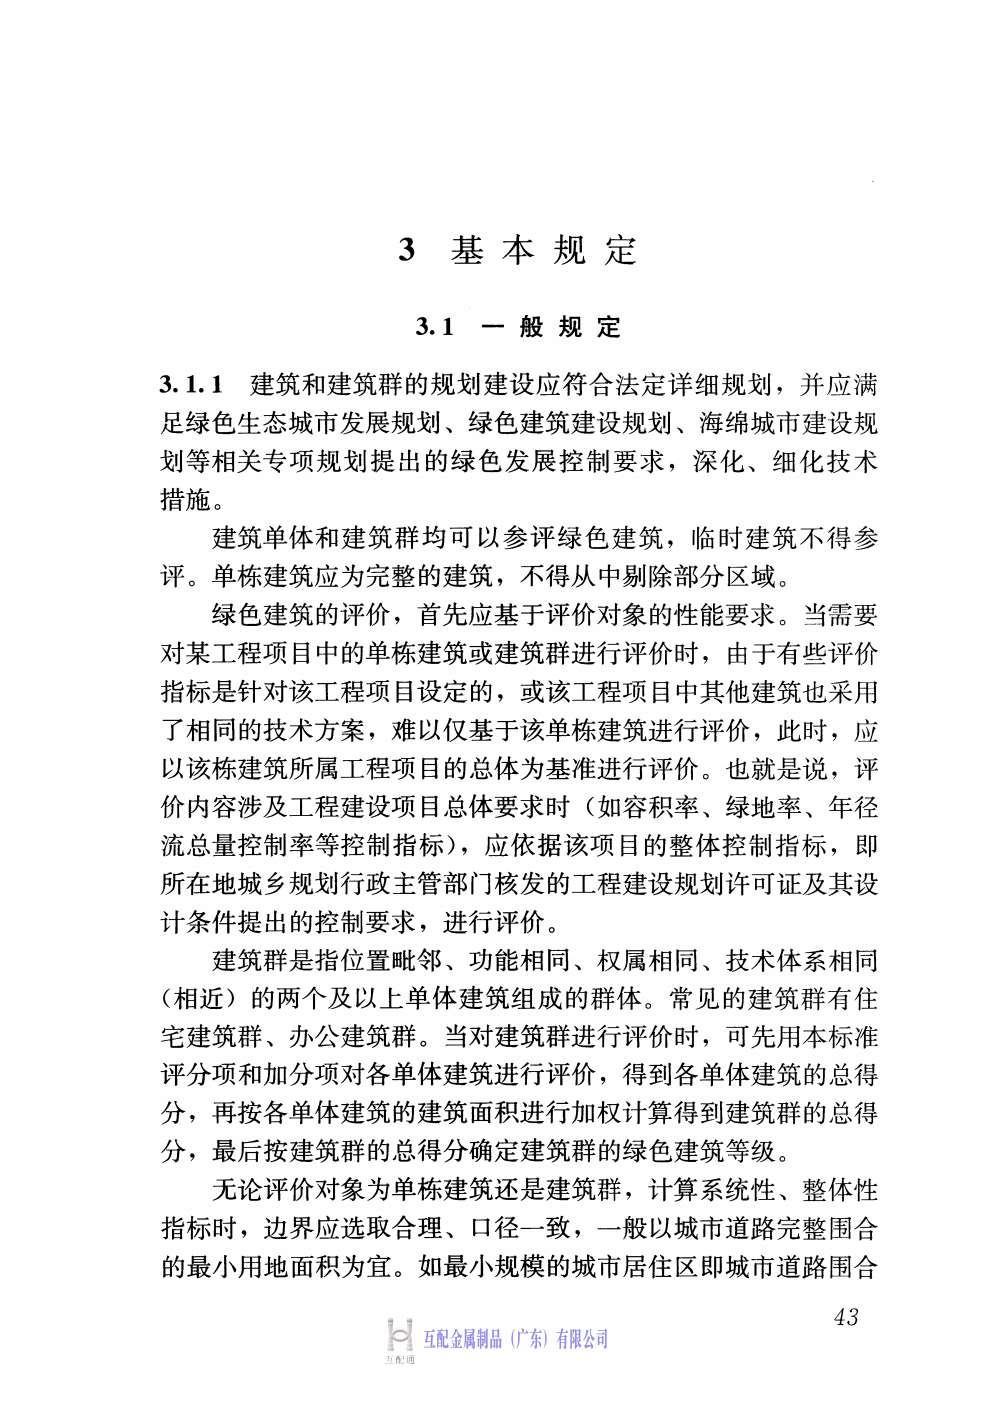 3 基本规定
3.1 一般规定
3.1.1 建筑和建筑群的规划建设应符合法定详细规划，并应满
足绿色生态城市发展规划、绿色建筑建设规划、海绵城市建设规
划等相关专项规划提出的绿色发展控制要求，深化、细化技术
措施。
建筑单体和建筑群均可以参评绿色建筑，临时建筑不得参
评。单栋建筑应为完整的建筑，不得从中剔除部分区域。
绿色建筑的评价，首先应基于评价对象的性能要求。当需要
对某工程项目中的单栋建筑或建筑群进行评价时，由于有些评价
指标是针对该工程项目设定的，或该工程项目中其他建筑也采用
了相同的技术方案，难以仅基于该单栋建筑进行评价，此时，应
以该栋建筑所属工程项目的总体为基准进行评价。也就是说，评
价内容涉及工程建设项目总体要求时（如容积率、绿地率、年径
流总量控制率等控制指标），应依据该项目的整体控制指标，即
所在地城乡规划行政主管部门核发的工程建设规划许可证及其设
计条件提出的控制要求，进行评价。
建筑群是指位置毗邻、功能相同、权属相同、技术体系相同
（相近）的两个及以上单体建筑组成的群体。常见的建筑群有住
宅建筑群、办公建筑群。当对建筑群进行评价时，可先用本标准
评分项和加分项对各单体建筑进行评价，得到各单体建筑的总得
分，再按各单体建筑的建筑面积进行加权计算得到建筑群的总得
分，最后按建筑群的总得分确定建筑群的绿色建筑等级。
无论评价对象为单栋建筑还是建筑群，计算系统性、整体性
指标时，边界应选取合理、口径一致，一般以城市道路完整围合
的最小用地面积为宜。如最小规模的城市居住区即城市道路围合
43
互配金属制品（广东）有限公司
互配通